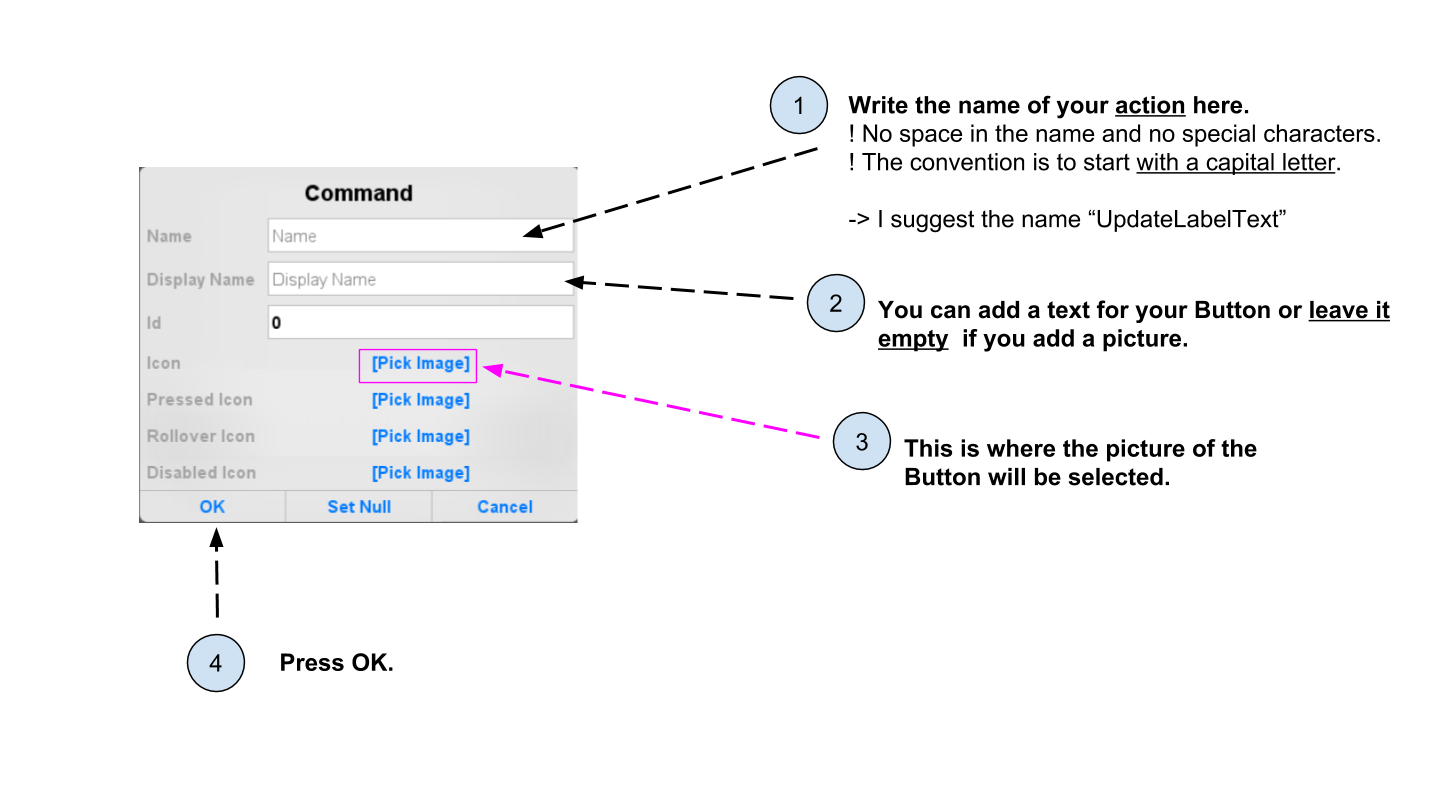 1
Write the name of your action here.
! No space in the name and no special characters.
! The convention is to start with a capital letter.
-> I suggest the name “UpdateLabelText”
Command
Name Name
Display Name Display Name
Id 0
Icon [Pick Image]
Pressed Icon [Pick Image]
Rollover Icon [Pick Image]
Disabled Icon [Pick Image]
OK Set Null Cancel
2
You can add a text for your Button or leave it
empty if you add a picture.
3
This is where the picture of the
Button will be selected.
4
Press OK.